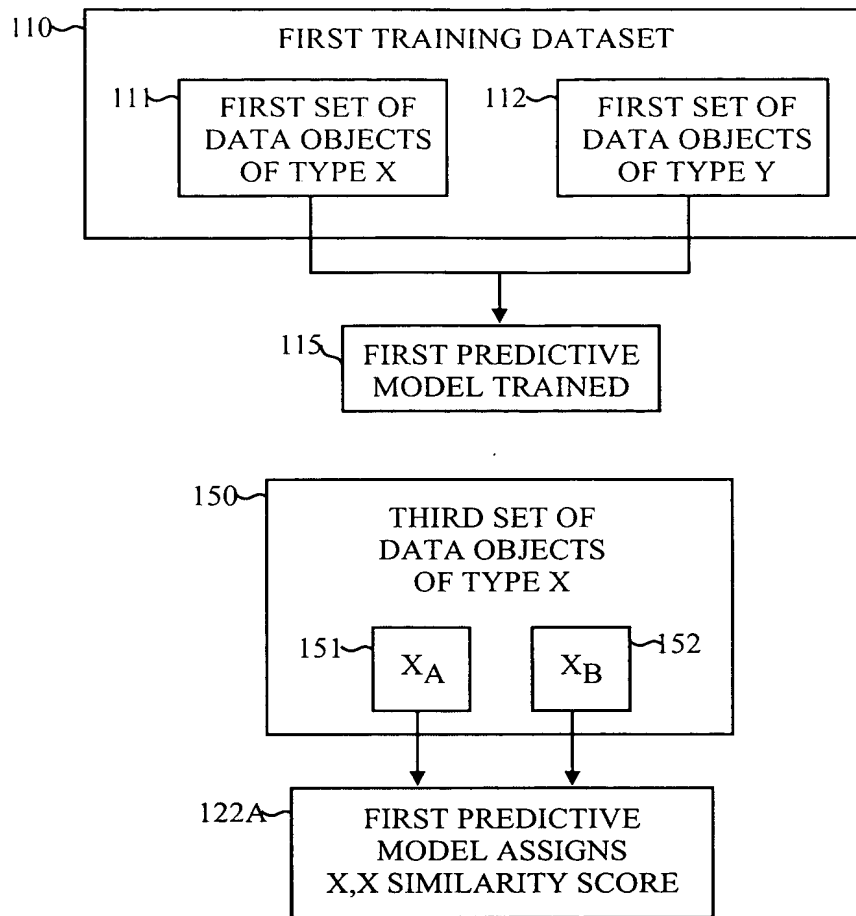 110
FIRST TRAINING DATASET
111
FIRST SET OF
DATA OBJECTS
OF TYPE X
112
FIRST SET OF
DATA OBJECTS
OF TYPE Y
115
FIRST PREDICTIVE
MODEL TRAINED
150
THIRD SET OF
DATA OBJECTS
OF TYPE X
151
XA
XB
152
122A
FIRST PREDICTIVE
MODEL ASSIGNS
X,X SIMILARITY SCORE